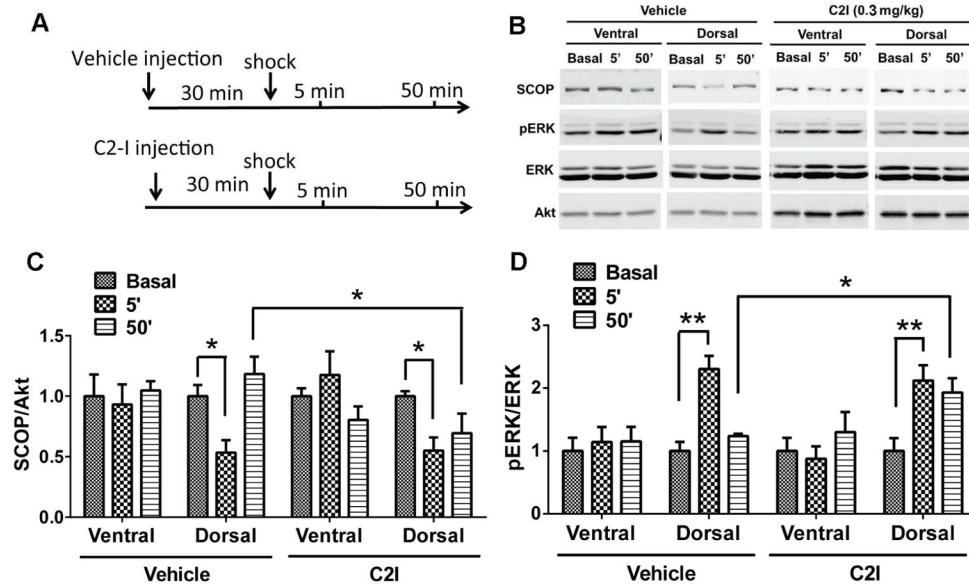 A
Vehicle injection
shock
30 min
5 min
50 min
C2-I injection
shock
30 min
5 min
50 min
B
Vehicle
C2I (0.3 mg/kg)
Ventral
Dorsal
Ventral
Dorsal
Basal 5’ 50’
Basal 5’ 50’
Basal 5’ 50’
Basal 5’ 50’
SCOP
pERK
ERK
Akt
C
Basal
5'
50'
*
*
*
SCOP/Akt
1.5
1.0
0.5
0.0
Ventral
Dorsal
Ventral
Dorsal
Vehicle
C2I
D
Basal
5'
50'
*
**
**
pERK/ERK
3
2
1
0
Ventral
Dorsal
Ventral
Dorsal
Vehicle
C2I